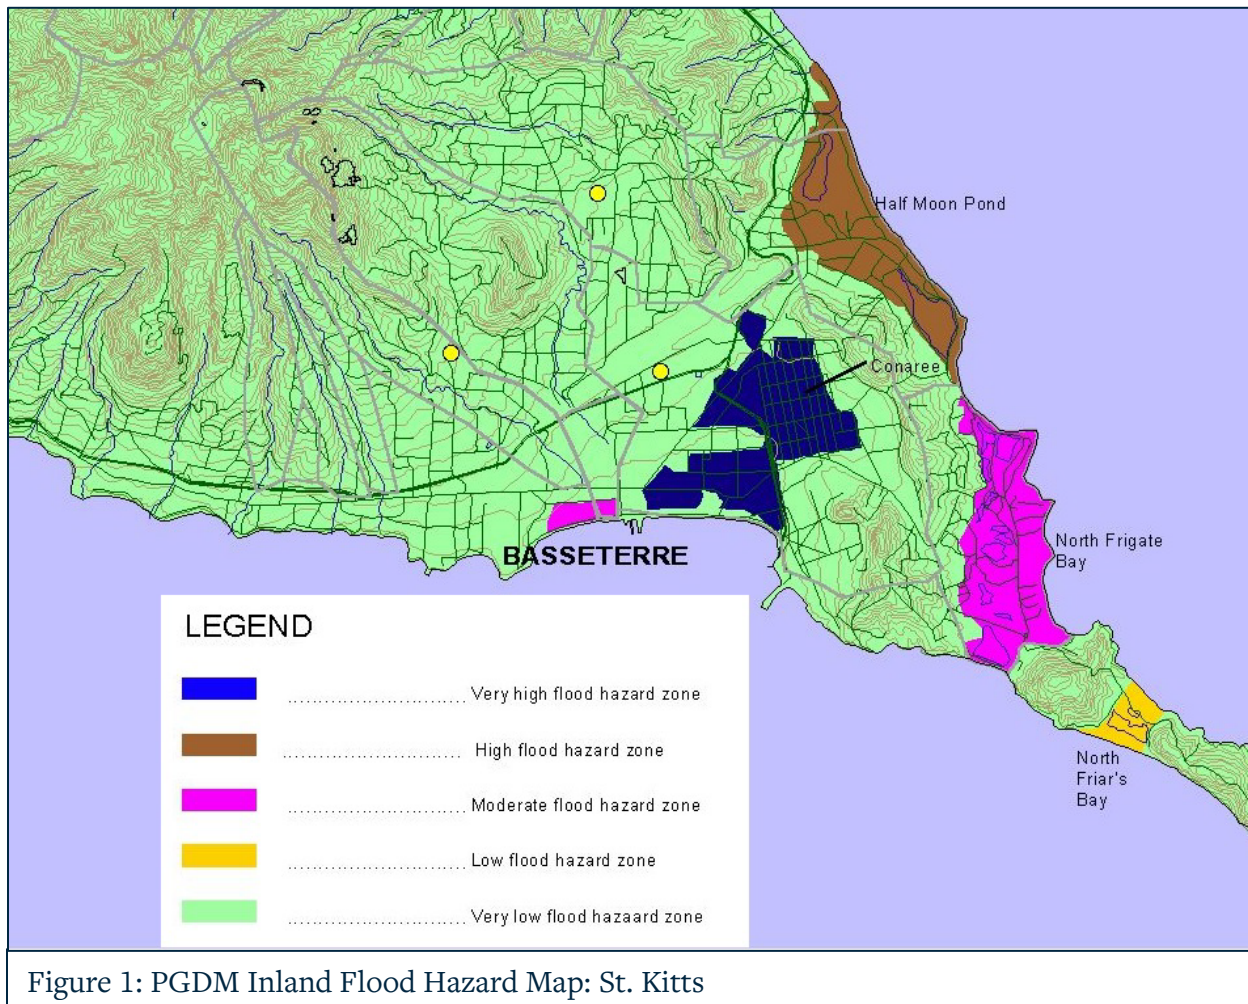 Half Moon Pond
Conaree
North Frigate
Bay
BASSETERRE
North
Friar's
Bay
LEGEND
........................... Very high flood hazard zone
........................... High flood hazard zone
........................... Moderate flood hazard zone
........................... Low flood hazard zone
........................... Very low flood hazaard zone
Figure 1: PGDM Inland Flood Hazard Map: St. Kitts